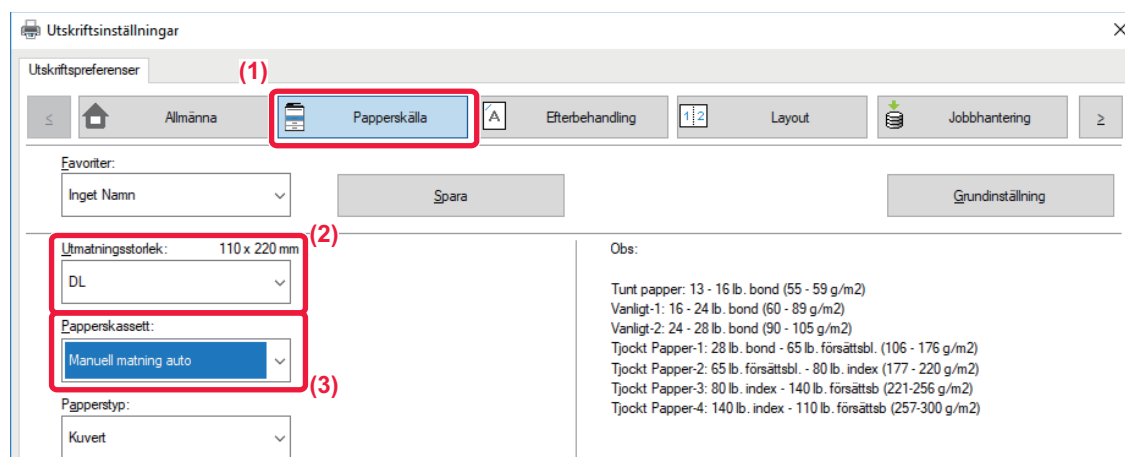 Utskriftsinställningar
Utskriftspreferenser
(1)
≤ Allmänna Papperskälla A Efterbehandling 1 2 Layout Jobbhantering ≥
Favoriter:
Inget Namn Spara Grundinställning
(2)
Utmatningsstorlek: 110 x 220 mm
DL
Papperskassett:
Manuell matning auto
(3)
Papperstyp:
Kuvert
Obs:
Tunt papper: 13 - 16 lb. bond (55 - 59 g/m2)
Vanligt-1: 16 - 24 lb. bond (60 - 89 g/m2)
Vanligt-2: 24 - 28 lb. bond (90 - 105 g/m2)
Tjockt Papper-1: 28 lb. bond - 65 lb. försättsbl. (106 - 176 g/m2)
Tjockt Papper-2: 65 lb. försättsbl. - 80 lb. index (177 - 220 g/m2)
Tjockt Papper-3: 80 lb. index - 140 lb. försättsb (221-256 g/m2)
Tjockt Papper-4: 140 lb. index - 110 lb. försättsb (257-300 g/m2)